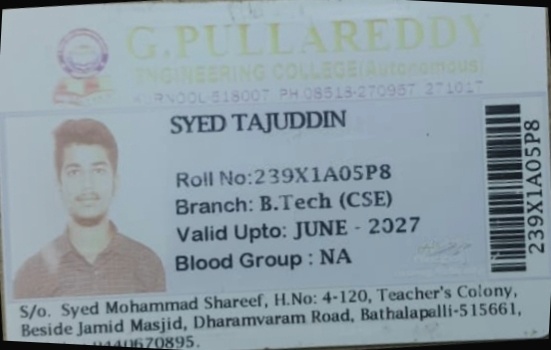 G.PULLAREDDY
ENGINEERING COLLEGE(Autonomous)
KURNOOL-518007. PH:08518-270957, 271017
SYED TAJUDDIN
Roll No:239X1A05P8
Branch: B.Tech (CSE)
Valid Upto: JUNE - 2027
Blood Group : NA
239X1A05P8
S/o. Syed Mohammad Shareef, H.No: 4-120, Teacher's Colony,
Beside Jamid Masjid, Dharamvaram Road, Bathalapalli-515661,